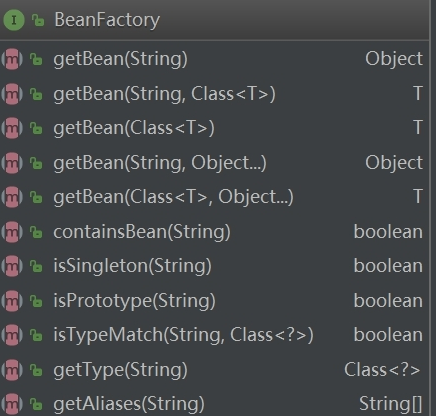 BeanFactory
getBean(String) Object
getBean(String, Class<T>) T
getBean(Class<T>) T
getBean(String, Object...) Object
getBean(Class<T>, Object...) T
containsBean(String) boolean
isSingleton(String) boolean
isPrototype(String) boolean
isTypeMatch(String, Class<?>) boolean
getType(String) Class<?>
getAliases(String) String[]